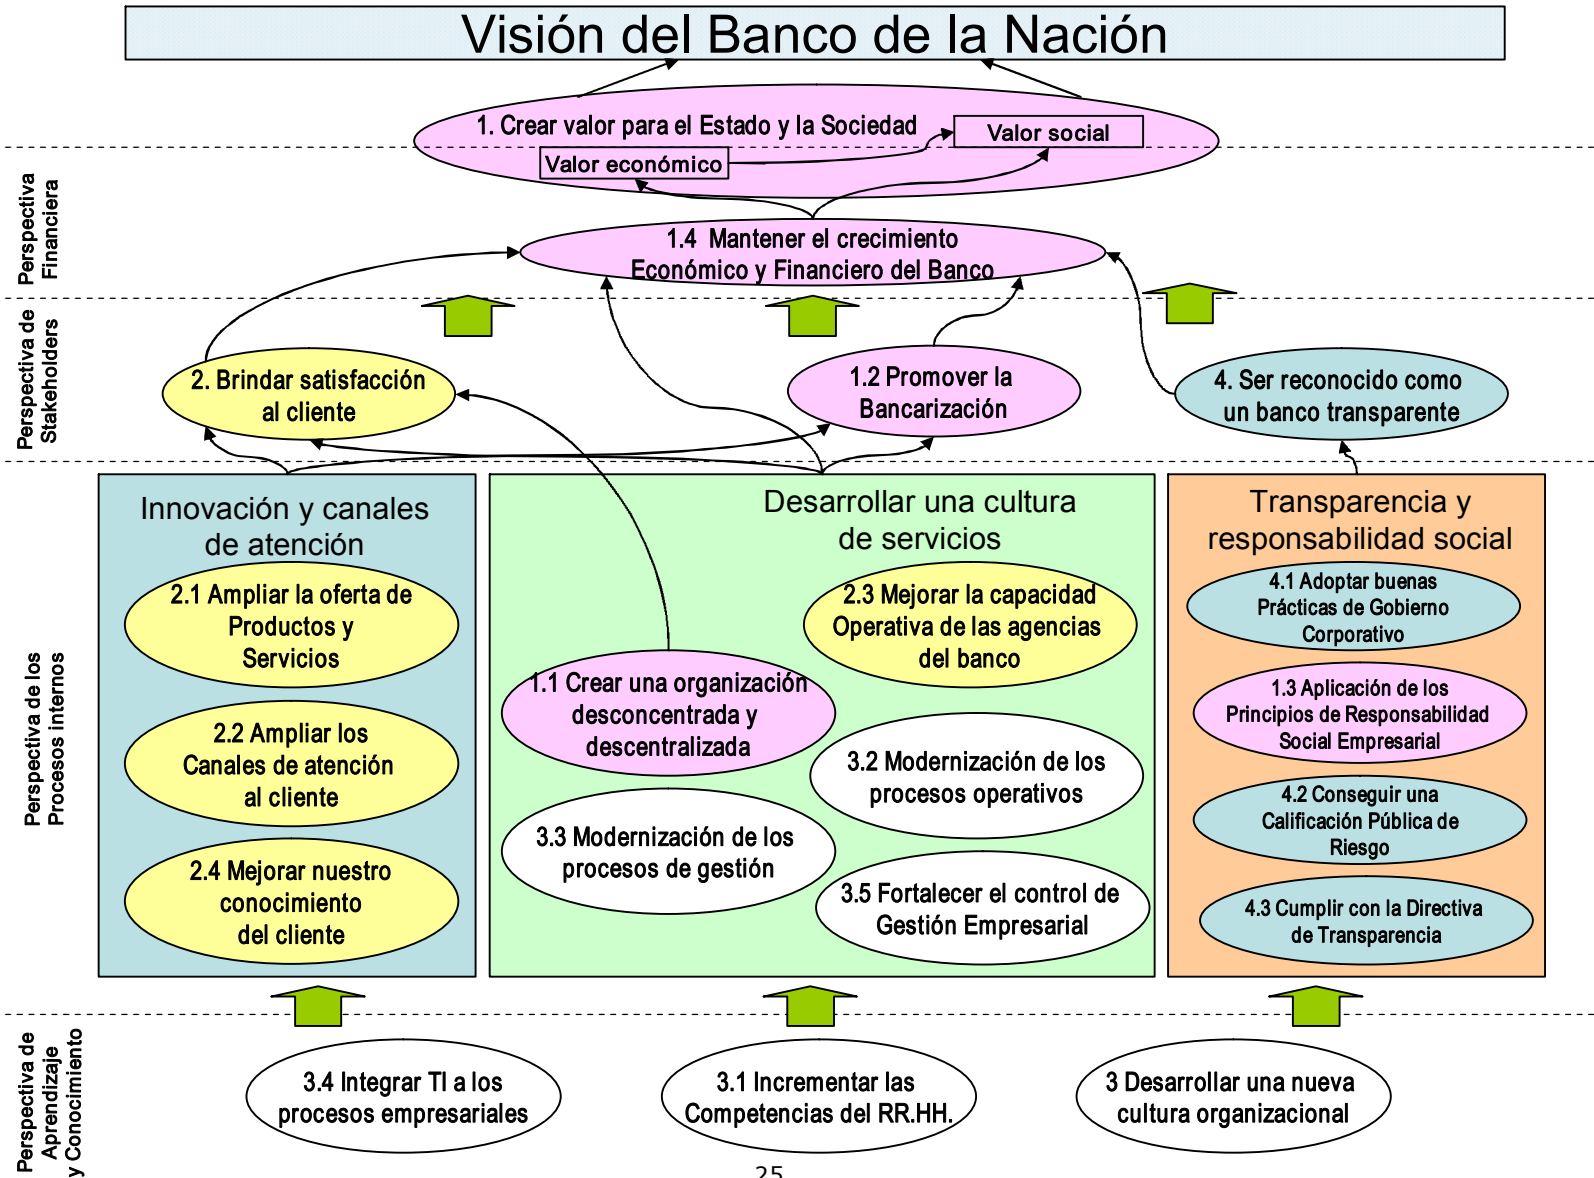 Visión del Banco de la Nación
1. Crear valor para el Estado y la Sociedad
Valor social
Valor económico
Perspectiva
Financiera
1.4 Mantener el crecimiento
Económico y Financiero del Banco
Perspectiva de
Stakeholders
2. Brindar satisfacción
al cliente
1.2 Promover la
Bancarización
4. Ser reconocido como
un banco transparente
Perspectiva de los
Procesos internos
Innovación y canales
de atención
2.1 Ampliar la oferta de
Productos y
Servicios
2.2 Ampliar los
Canales de atención
al cliente
2.4 Mejorar nuestro
conocimiento
del cliente
Desarrollar una cultura
de servicios
2.3 Mejorar la capacidad
Operativa de las agencias
del banco
1.1 Crear una organización
desconcentrada y
descentralizada
3.2 Modernización de los
procesos operativos
3.3 Modernización de los
procesos de gestión
3.5 Fortalecer el control de
Gestión Empresarial
Transparencia y
responsabilidad social
4.1 Adoptar buenas
Prácticas de Gobierno
Corporativo
1.3 Aplicación de los
Principios de Responsabilidad
Social Empresarial
4.2 Conseguir una
Calificación Pública de
Riesgo
4.3 Cumplir con la Directiva
de Transparencia
Perspectiva de
Aprendizaje
y Conocimiento
3.4 Integrar TI a los
procesos empresariales
3.1 Incrementar las
Competencias del RR.HH.
3 Desarrollar una nueva
cultura organizacional
25